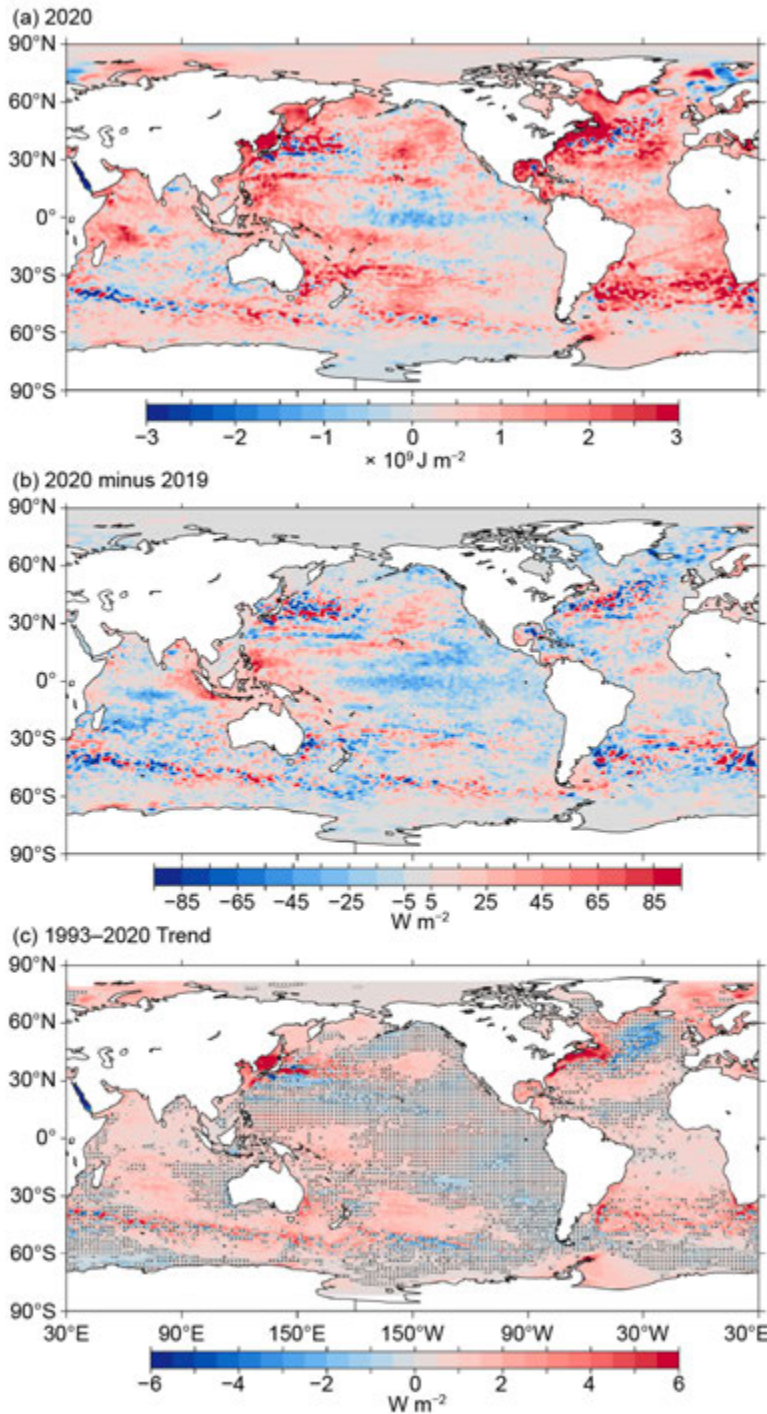 (a) 2020
90°N
60°N
30°N
0°
30°S
60°S
90°S
−3 −2 −1 0 1 2 3
× 10⁹ J m⁻²
(b) 2020 minus 2019
90°N
60°N
30°N
0°
30°S
60°S
90°S
−85 −65 −45 −25 −5 5 25 45 65 85
W m⁻²
(c) 1993–2020 Trend
90°N
60°N
30°N
0°
30°S
60°S
90°S
30°E 90°E 150°E 150°W 90°W 30°W 30°E
−6 −4 −2 0 2 4 6
W m⁻²